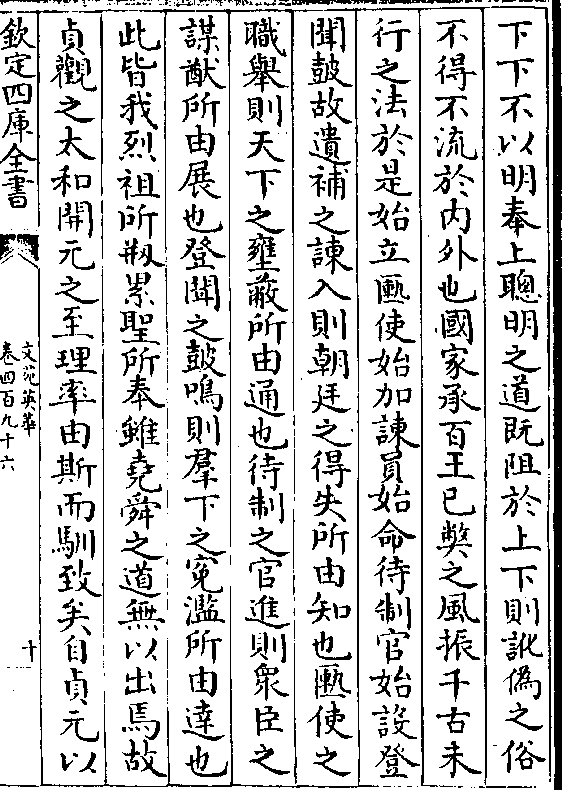 下下不以明奉上聰明之道既阻於上下則訛偽之俗
不得不流於內外也國家承百王已弊之風振千古未
行之法於是始立匭使始加諫員始命待制官始設登
聞鼓故遺補之諫入則朝廷之得失所由知也匭使之
職舉則天下之壅蔽所由通也待制之官進則衆臣之
謀猷所由展也登聞之鼓鳴則羣下之寃濫所由達也
此皆我烈祖所剏累聖所奉雖堯舜之道無以出焉故
貞觀之太和開元之至理率由斯而馴致矣自貞元以
欽定四庫全書
文苑英華
卷四百九十六
十